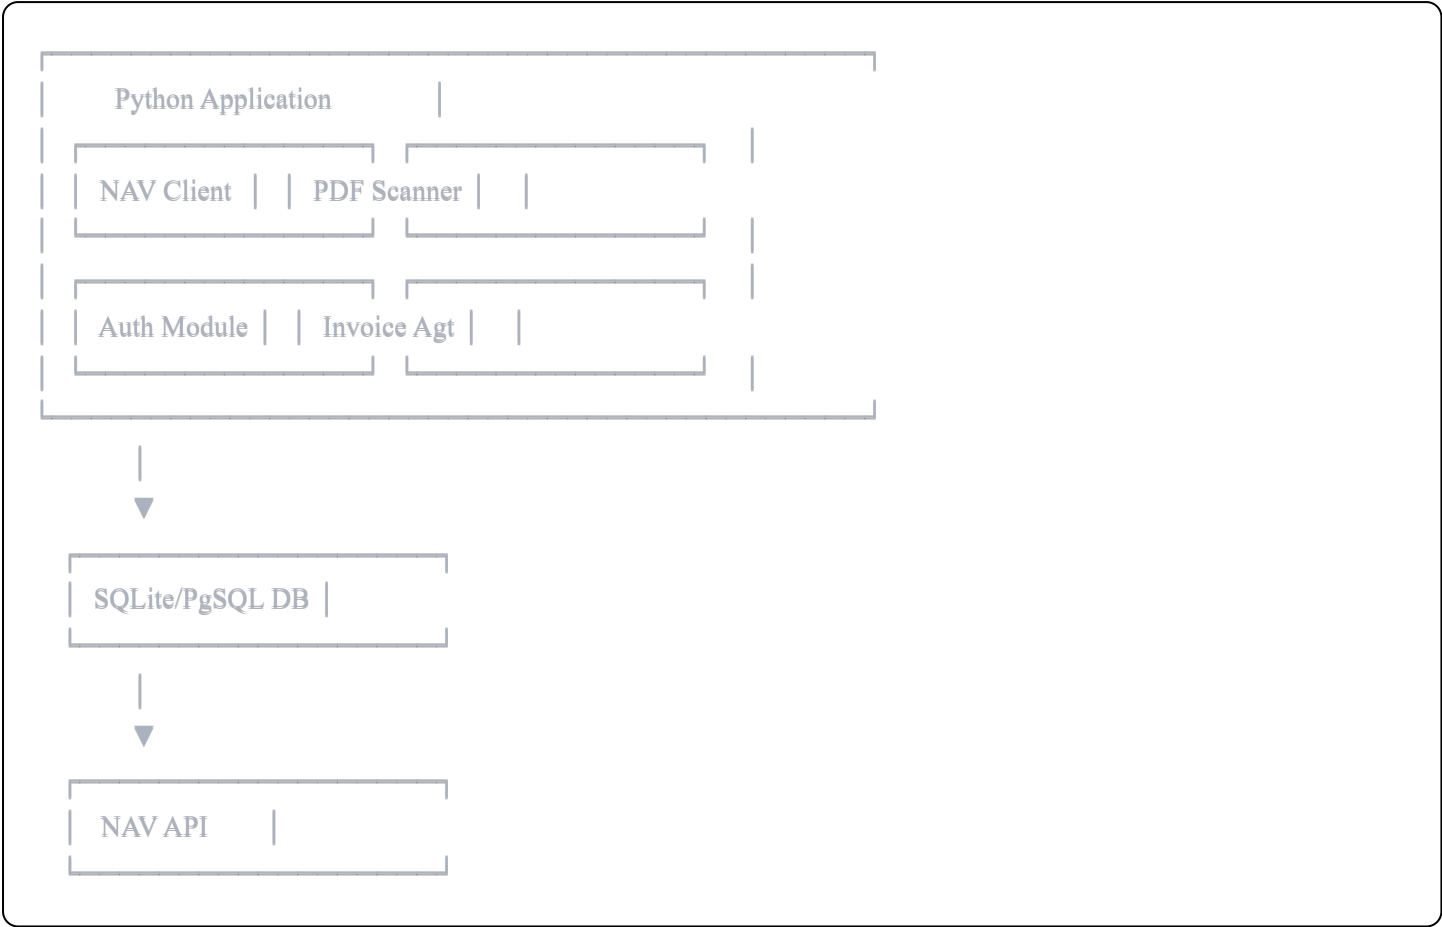 Python Application
NAV Client PDF Scanner
Auth Module Invoice Agt
SQLite/PgSQL DB
NAV API